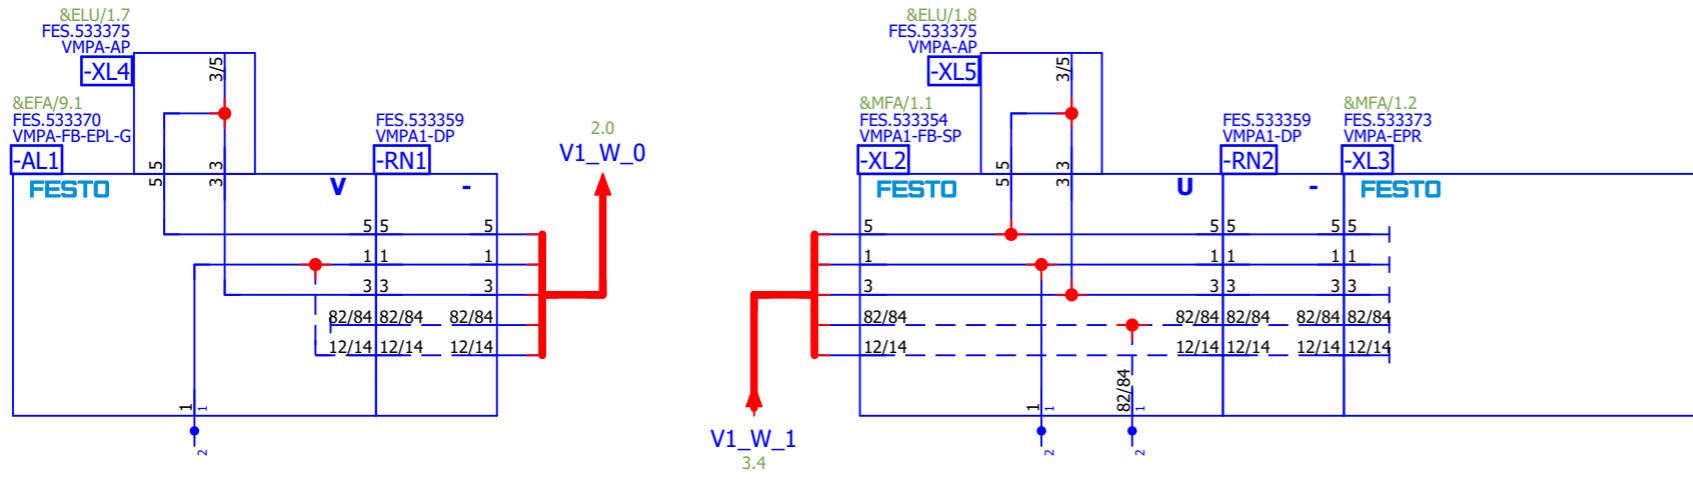 &ELU/1.7
FES.533375
VMPA-AP
-XL4
3/5
&EFA/9.1
FES.533370
VMPA-FB-EPL-G
-AL1
FES.533359
VMPA1-DP
-RN1
5 5
3 3
5
3
FESTO
V
-
5 5 5
1 1 1
3 3 3
82/84 82/84 82/84
12/14 12/14 12/14
1 1
2
2.0
V1_W_0
&ELU/1.8
FES.533375
VMPA-AP
-XL5
3/5
&MFA/1.1
FES.533354
VMPA1-FB-SP
-XL2
FES.533359
VMPA1-DP
-RN2
&MFA/1.2
FES.533373
VMPA-EPR
-XL3
5 5
3 3
5
3
FESTO
U
-
FESTO
5 5 5 5 5
1 1 1 1
3 3 3 3 3
82/84 82/84 82/84 82/84 82/84
12/14 12/14 12/14 12/14 12/14
1 1
82/84 1
2
2
V1_W_1
3.4